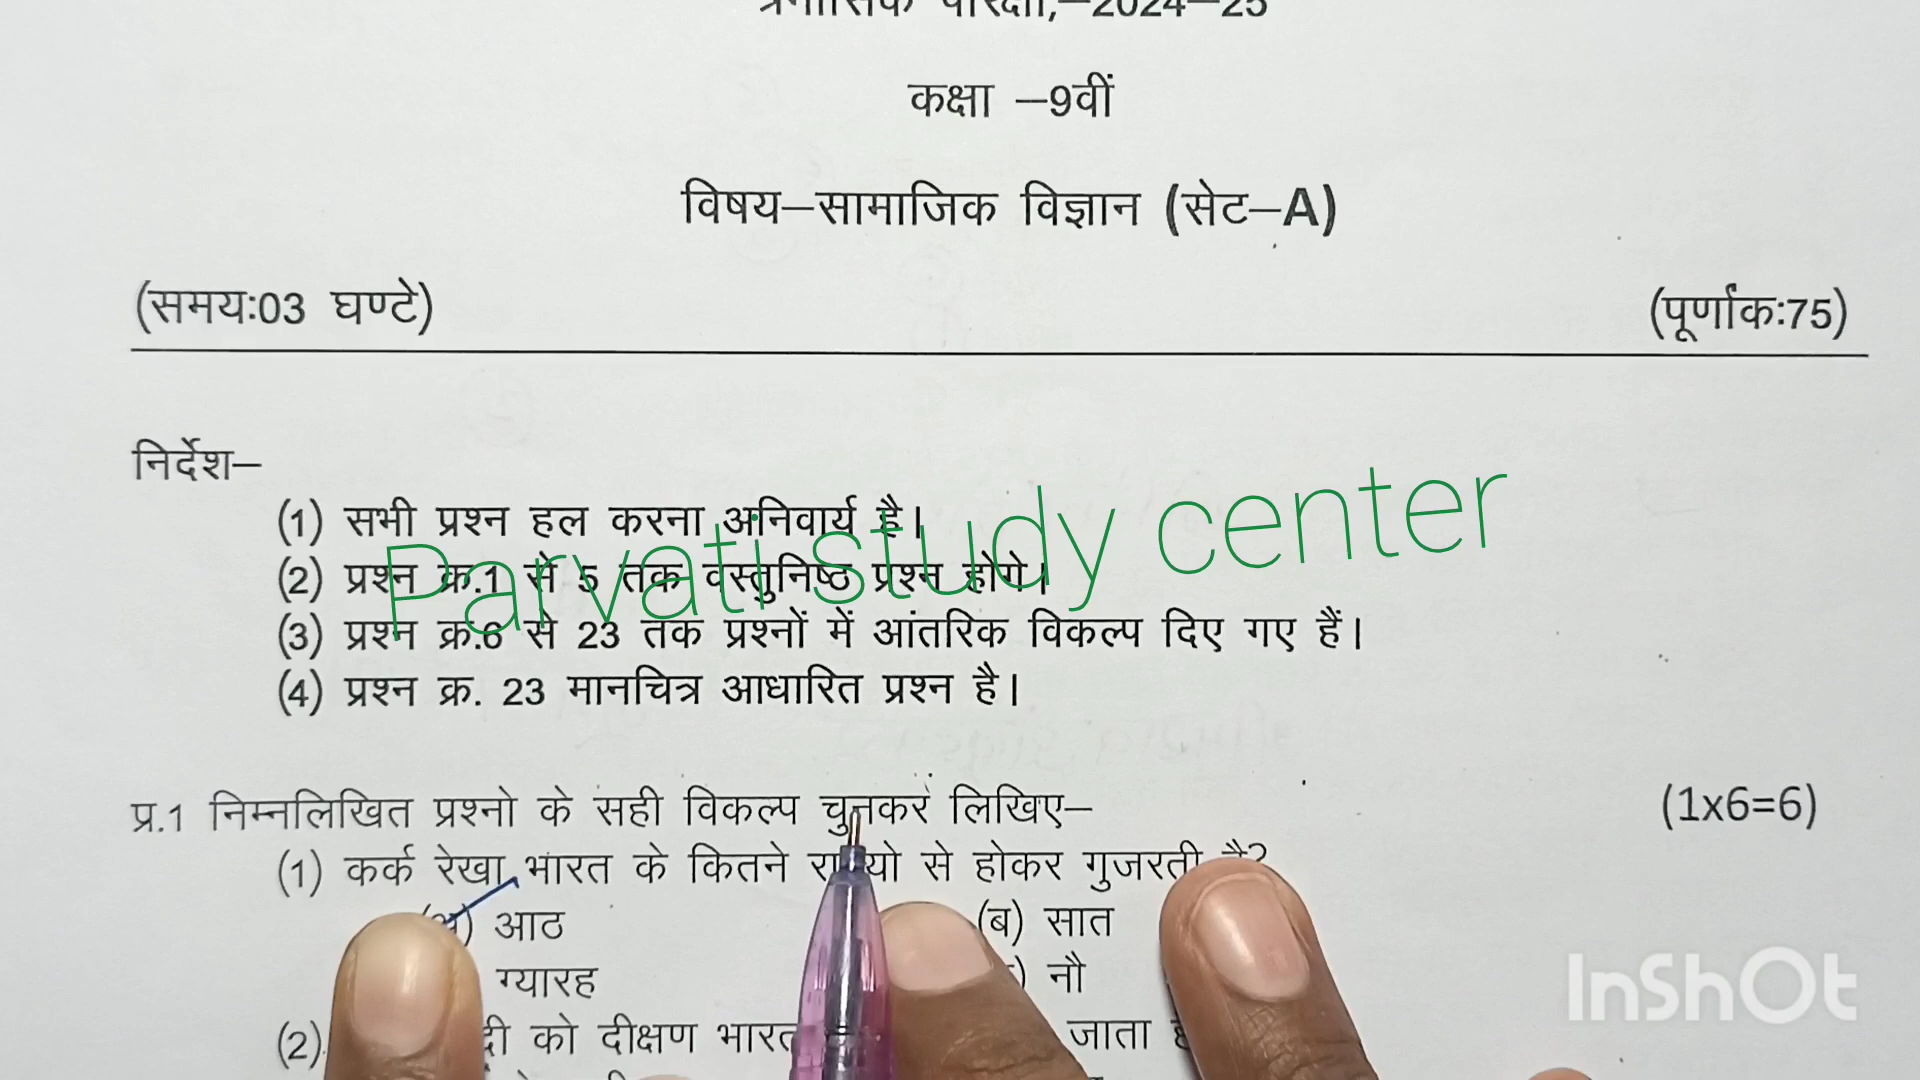 परीक्षा,–2024–25
कक्षा –9वीं
विषय–सामाजिक विज्ञान (सेट–A)
(समय:03 घण्टे) (पूर्णांक:75)
निर्देश–
(1) सभी प्रश्न हल करना अनिवार्य है।
(2) प्रश्न क्र.1 से 5 तक वस्तुनिष्ठ प्रश्न होंगे।
(3) प्रश्न क्र.6 से 23 तक प्रश्नों में आंतरिक विकल्प दिए गए हैं।
(4) प्रश्न क्र. 23 मानचित्र आधारित प्रश्न है।
Parvati study center
प्र.1 निम्नलिखित प्रश्नो के सही विकल्प चुनकर लिखिए– (1x6=6)
(1) कर्क रेखा भारत के कितने से होकर गुजरती है?
(अ) आठ (ब) सात
ग्यारह नौ
(2) को दीक्षण भारत जाता
InShOt